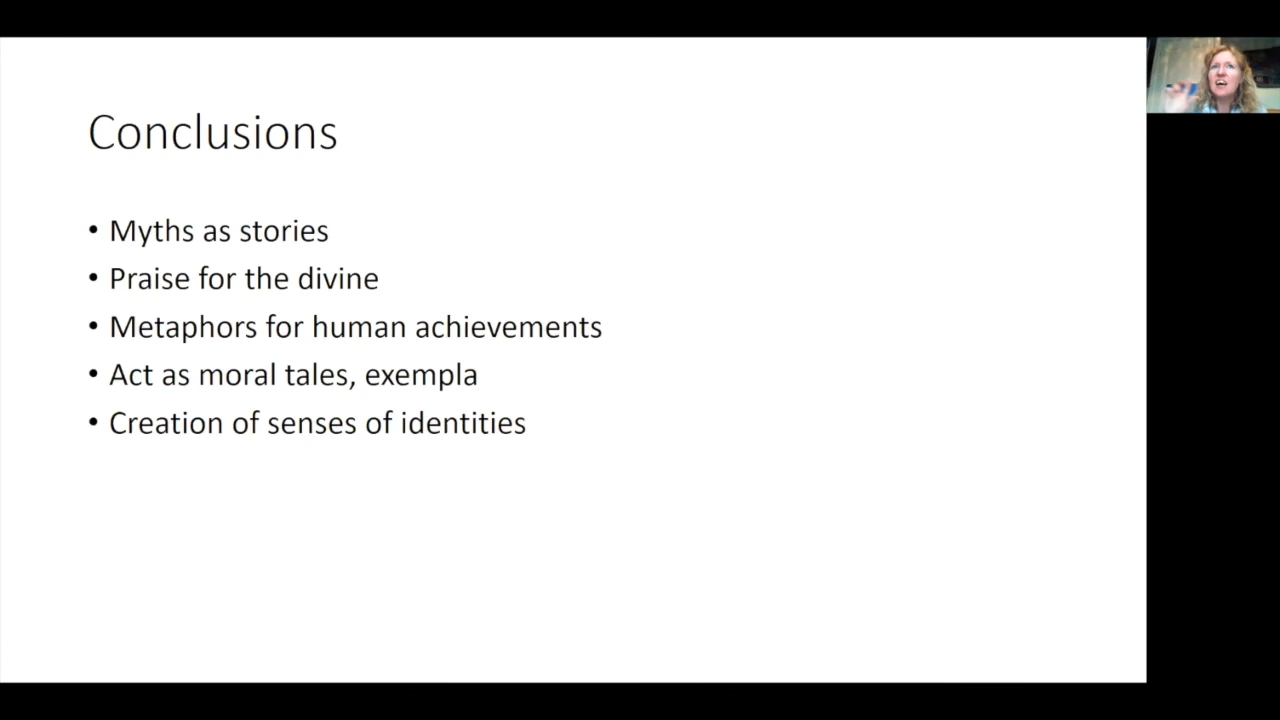 Conclusions
• Myths as stories
• Praise for the divine
• Metaphors for human achievements
• Act as moral tales, exempla
• Creation of senses of identities